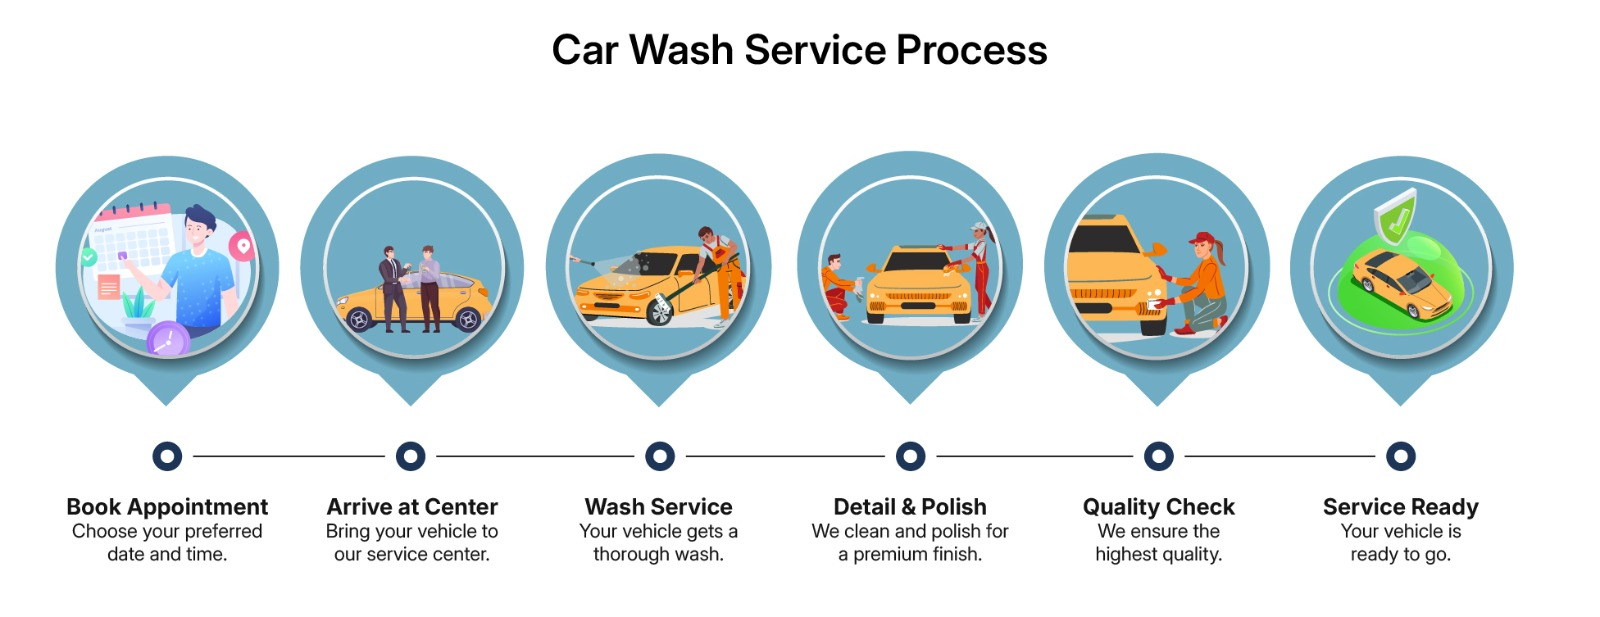 Car Wash Service Process
Book Appointment
Choose your preferred
date and time.
Arrive at Center
Bring your vehicle to
our service center.
Wash Service
Your vehicle gets a
thorough wash.
Detail & Polish
We clean and polish for
a premium finish.
Quality Check
We ensure the
highest quality.
Service Ready
Your vehicle is
ready to go.